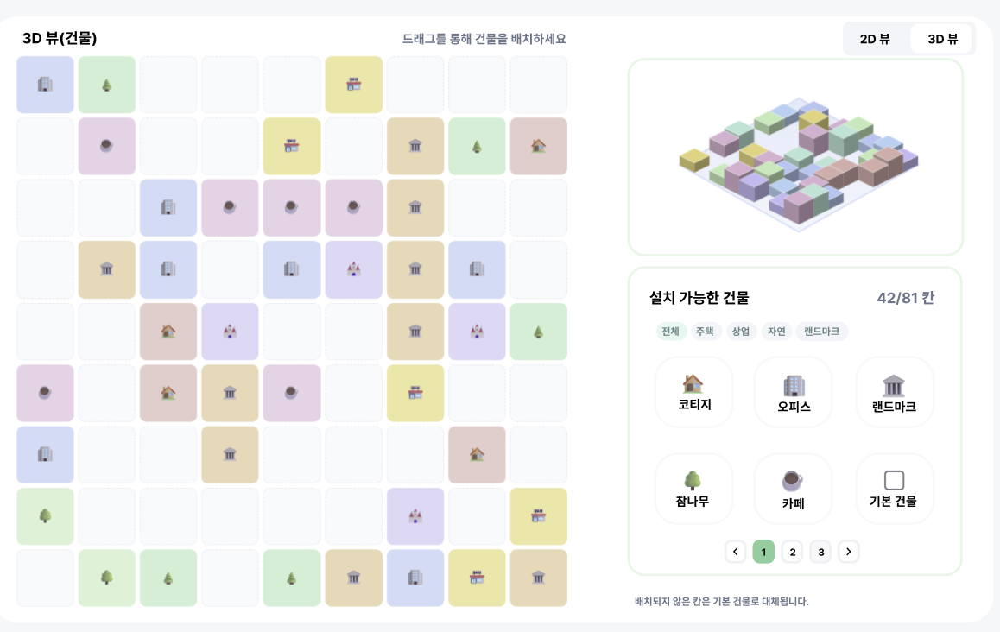 3D 뷰(건물)
드래그를 통해 건물을 배치하세요
2D 뷰
3D 뷰
설치 가능한 건물
42/81 칸
전체
주택
상업
자연
랜드마크
코티지
오피스
랜드마크
참나무
카페
기본 건물
1
2
3
배치되지 않은 칸은 기본 건물로 대체됩니다.